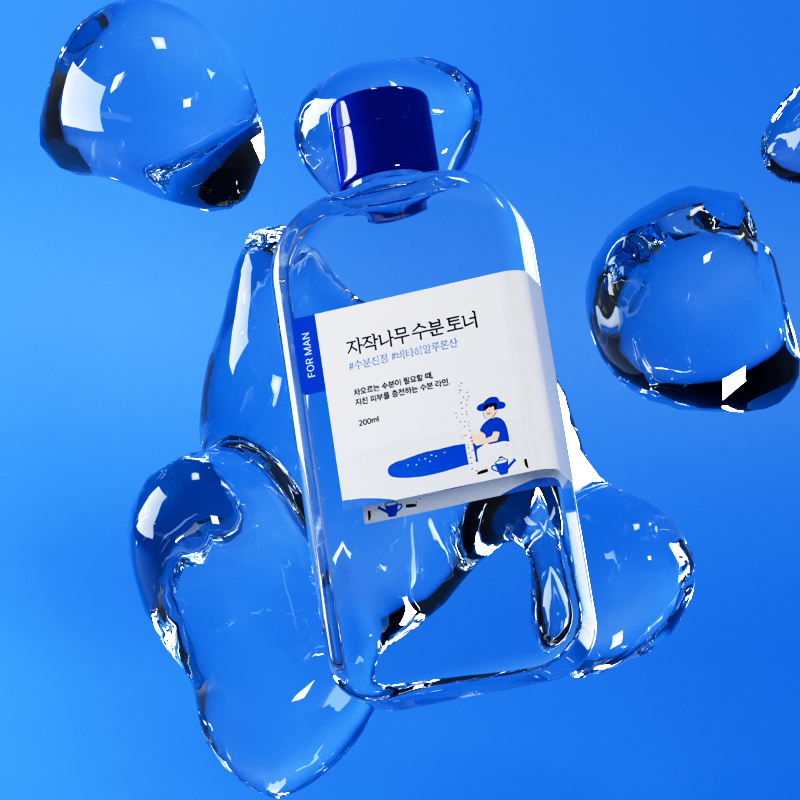 FOR MAN
자작나무 수분 토너
#수분진정 #비타히알루론산
차오르는 수분이 필요할 때,
지친 피부를 충전하는 수분 라인.
200ml